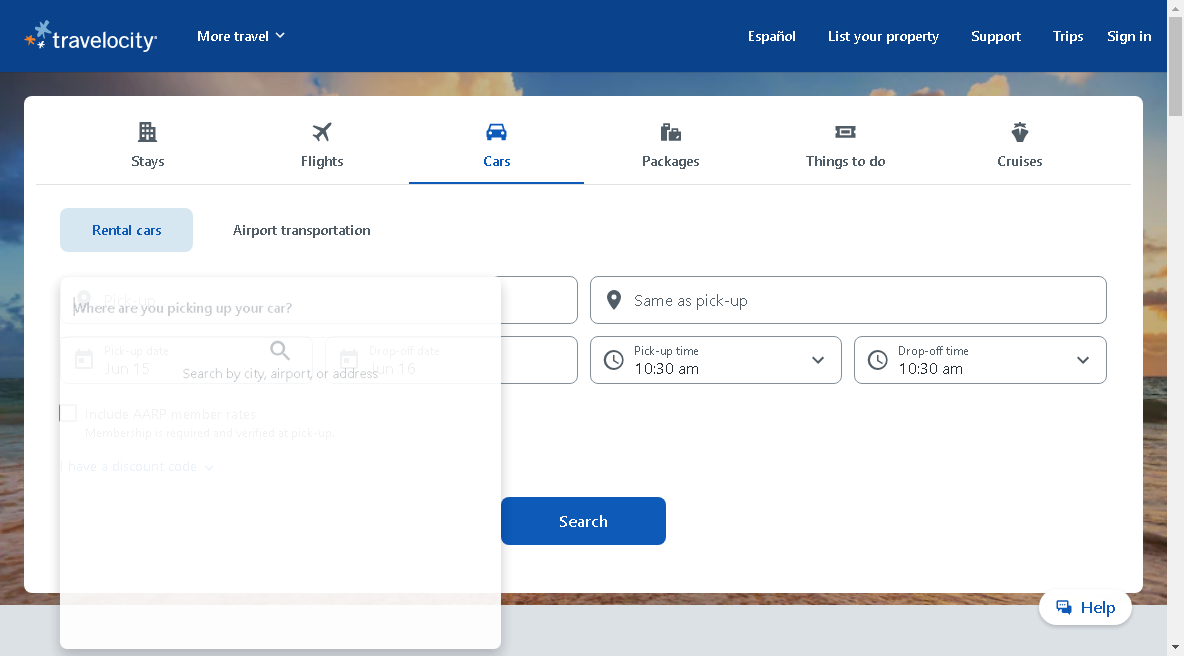 travelocity
More travel
Español
List your property
Support
Trips
Sign in
Stays
Flights
Cars
Packages
Things to do
Cruises
Rental cars
Airport transportation
Pick-up
Where are you picking up your car?
Same as pick-up
Pick-up date
Jun 15
Drop-off date
Jun 16
Pick-up time
10:30 am
Drop-off time
10:30 am
Search by city, airport, or address
Include AARP member rates
Membership is required and verified at pick-up.
I have a discount code
Search
Help